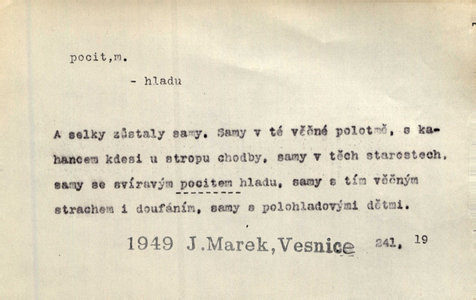 pocit,m.
- hladu
A selky zůstaly samy. Samy v té věčné polotmě, s ka-
hancem kdesi u stropu chodby, samy v těch starostech,
samy se svíravým pocitem hladu, samy s tím věčným
strachem i doufáním, samy s polohladovými dětmi.
1949 J.Marek,Vesnice 241, 19